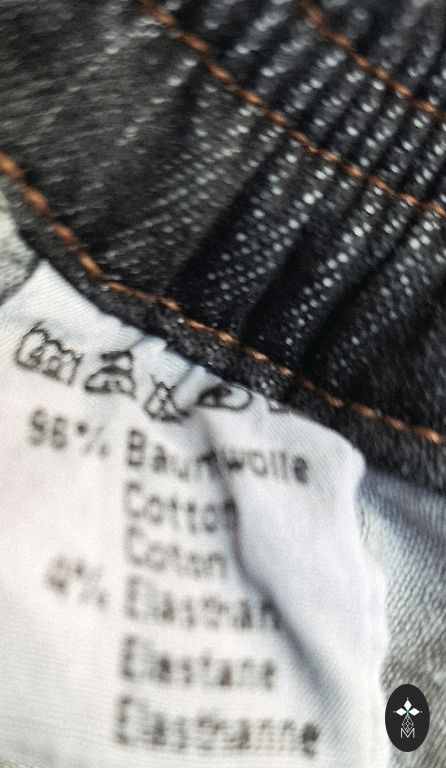 96% Baumwolle
Cotton
Coton
4% Elasthan
Elastane
Elasthanne